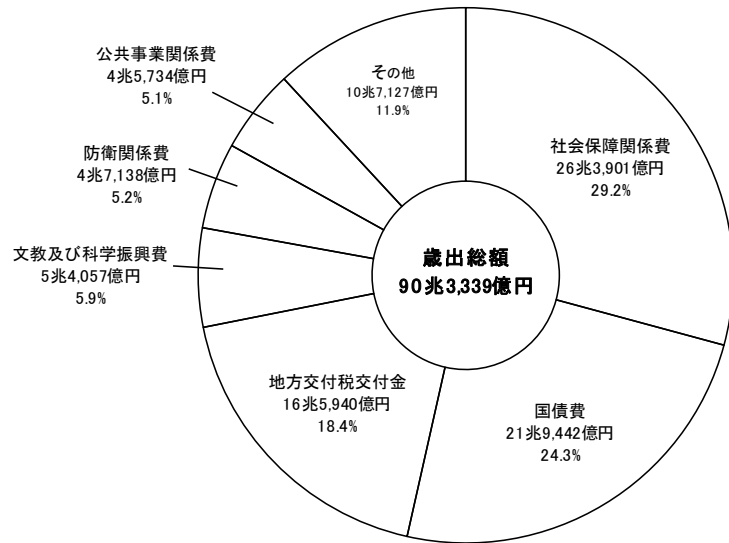 公共事業関係費
4兆5,734億円
5.1%
その他
10兆7,127億円
11.9%
社会保障関係費
26兆3,901億円
29.2%
防衛関係費
4兆7,138億円
5.2%
文教及び科学振興費
5兆4,057億円
5.9%
歳出総額
90兆3,339億円
地方交付税交付金
16兆5,940億円
18.4%
国債費
21兆9,442億円
24.3%